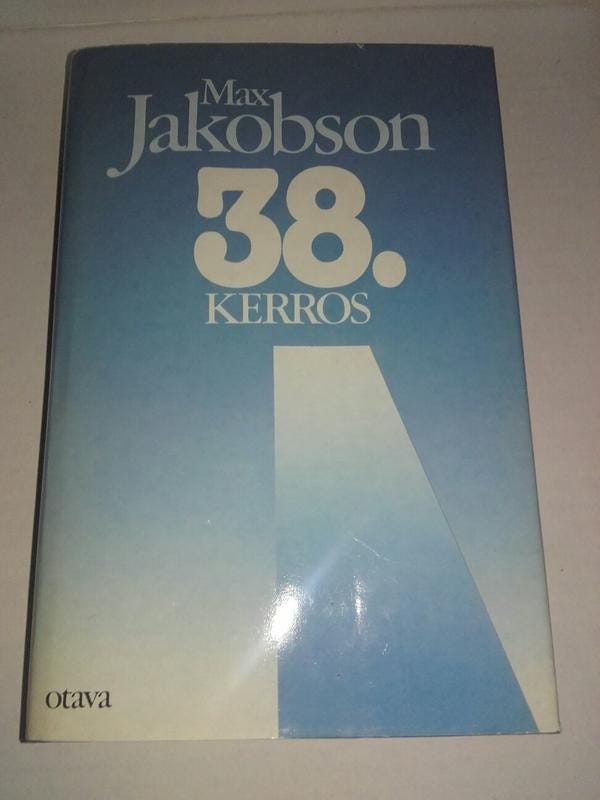 Max
Jakobson
38.
KERROS
otava